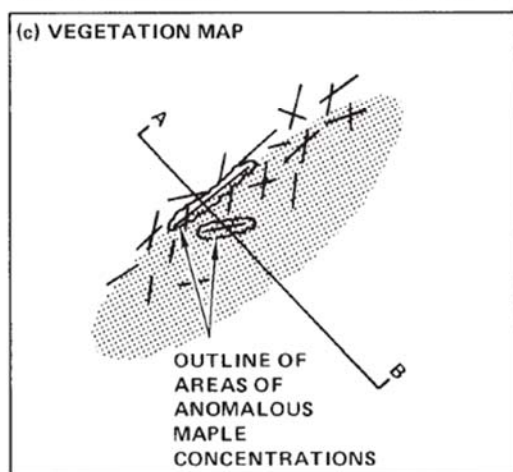 (c) VEGETATION MAP
A
B
OUTLINE OF
AREAS OF
ANOMALOUS
MAPLE
CONCENTRATIONS